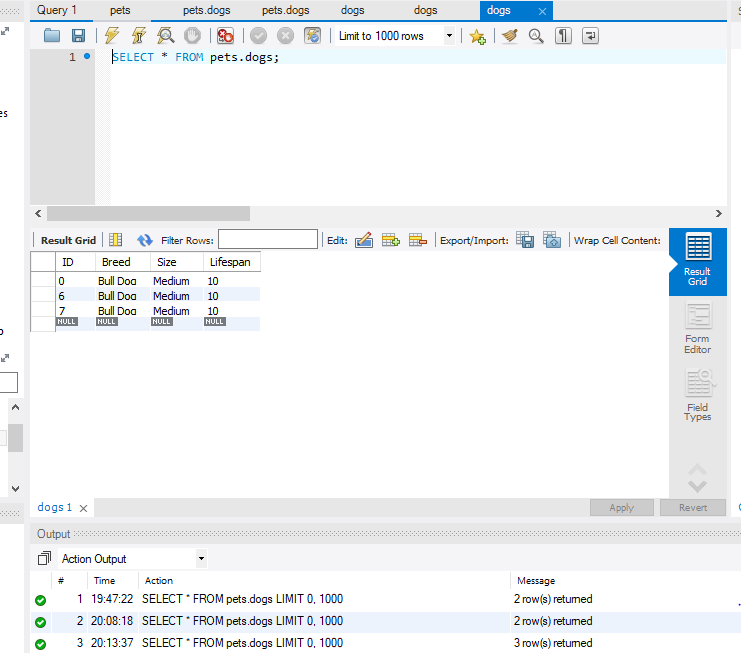 Query 1 pets pets.dogs pets.dogs dogs dogs dogs
Limit to 1000 rows
1 SELECT * FROM pets.dogs;
es
Result Grid Filter Rows: Edit: Export/Import: Wrap Cell Content:
ID Breed Size Lifespan
0 Bull Dog Medium 10
6 Bull Dog Medium 10
7 Bull Dog Medium 10
NULL NULL NULL NULL
Result
Grid
Form
Editor
Field
Types
dogs 1 Apply Revert
Output
Action Output
# Time Action Message
1 19:47:22 SELECT * FROM pets.dogs LIMIT 0, 1000 2 row(s) returned
2 20:08:18 SELECT * FROM pets.dogs LIMIT 0, 1000 2 row(s) returned
3 20:13:37 SELECT * FROM pets.dogs LIMIT 0, 1000 3 row(s) returned